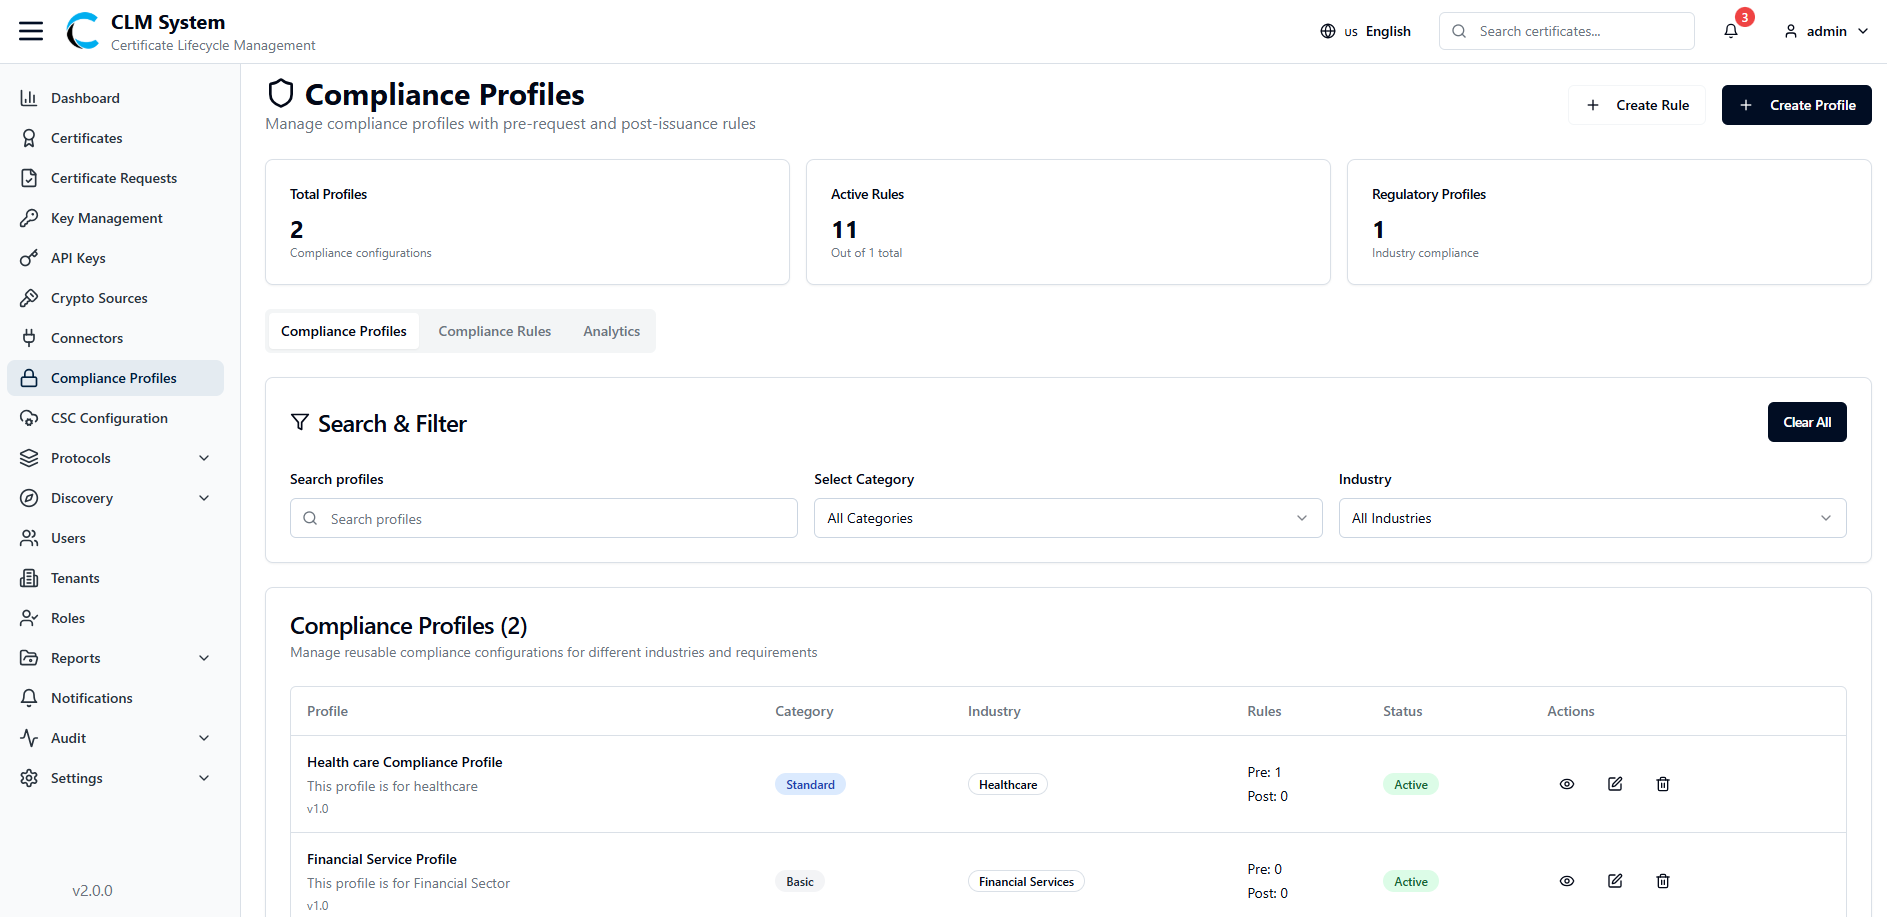 CLM System
Certificate Lifecycle Management
us English
Search certificates...
3
admin
Dashboard
Certificates
Certificate Requests
Key Management
API Keys
Crypto Sources
Connectors
Compliance Profiles
CSC Configuration
Protocols
Discovery
Users
Tenants
Roles
Reports
Notifications
Audit
Settings
v2.0.0
Compliance Profiles
Manage compliance profiles with pre-request and post-issuance rules
Create Rule
Create Profile
Total Profiles
2
Compliance configurations
Active Rules
11
Out of 1 total
Regulatory Profiles
1
Industry compliance
Compliance Profiles Compliance Rules Analytics
Search & Filter
Clear All
Search profiles
Search profiles
Select Category
All Categories
Industry
All Industries
Compliance Profiles (2)
Manage reusable compliance configurations for different industries and requirements
Profile Category Industry Rules Status Actions
Health care Compliance Profile
This profile is for healthcare
v1.0
Standard
Healthcare
Pre: 1
Post: 0
Active
Financial Service Profile
This profile is for Financial Sector
v1.0
Basic
Financial Services
Pre: 0
Post: 0
Active